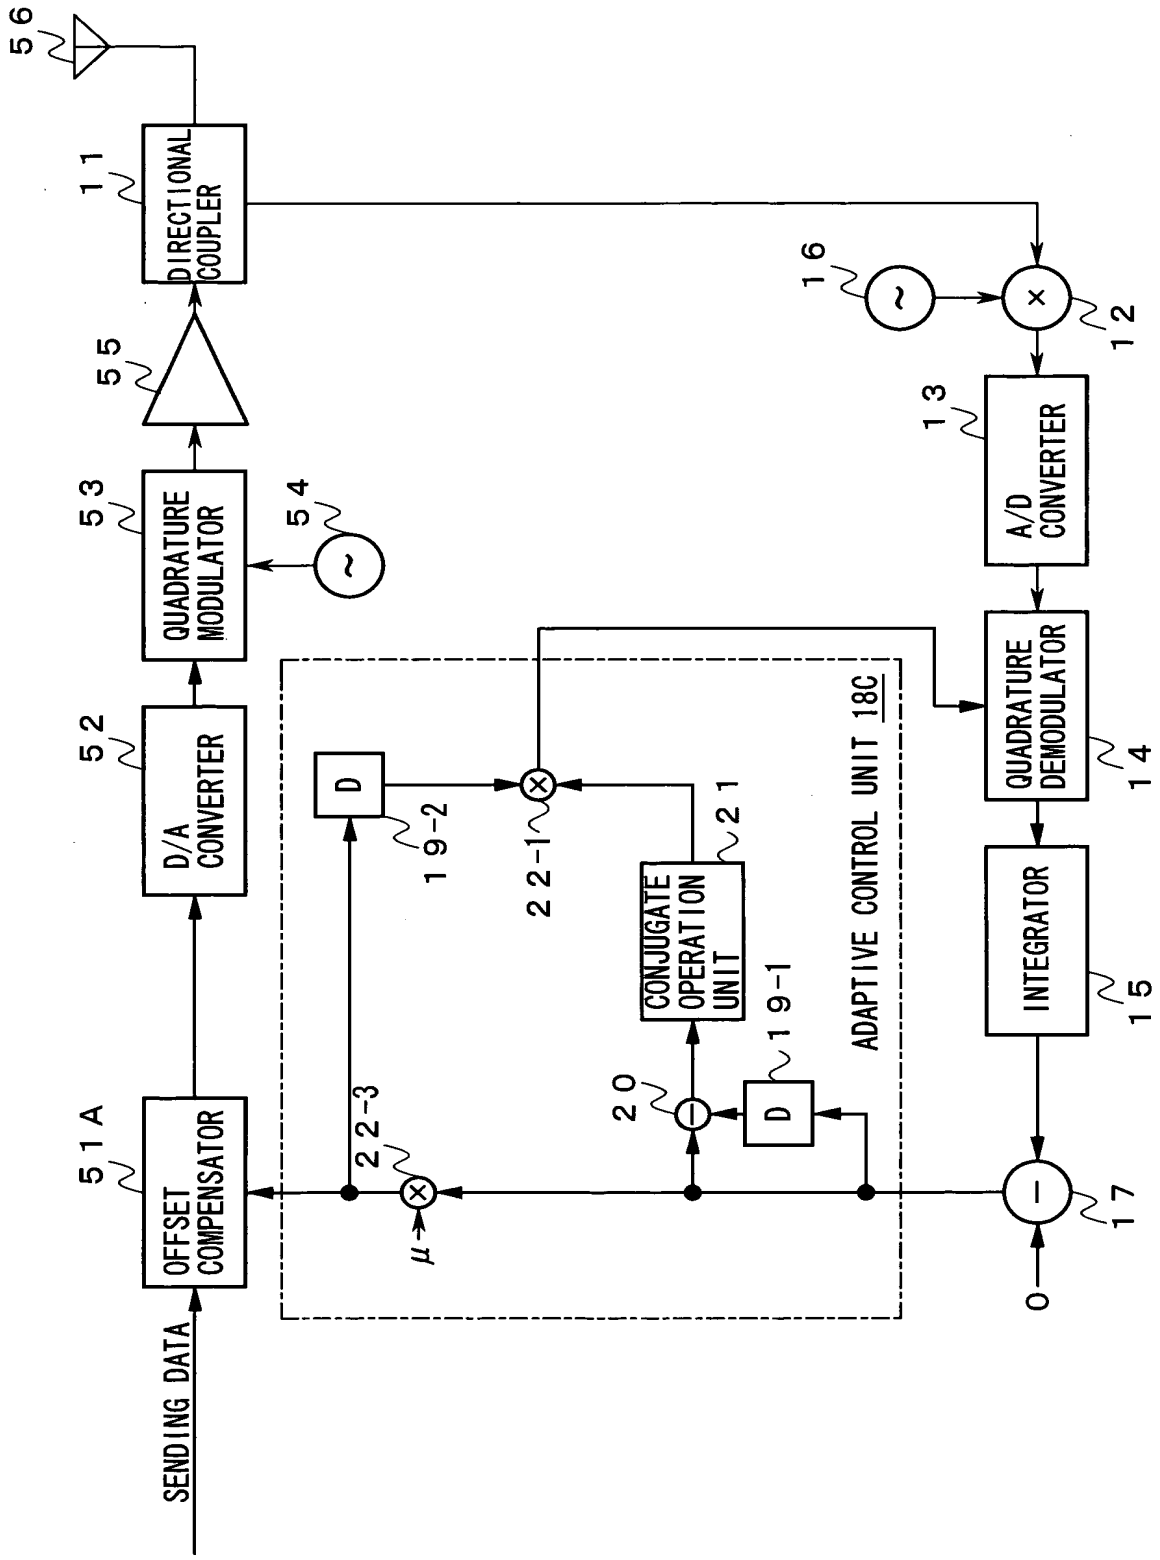 SENDING DATA
51A
OFFSET
COMPENSATOR
52
D/A
CONVERTER
53
QUADRATURE
MODULATOR
54
~
55
11
DIRECTIONAL
COUPLER
56
μ
×
22-3
D
19-2
×
22-1
20
−
D
19-1
CONJUGATE
OPERATION
UNIT
21
ADAPTIVE CONTROL UNIT 18C
0
−
17
INTEGRATOR
15
QUADRATURE
DEMODULATOR
14
A/D
CONVERTER
13
×
12
~
16